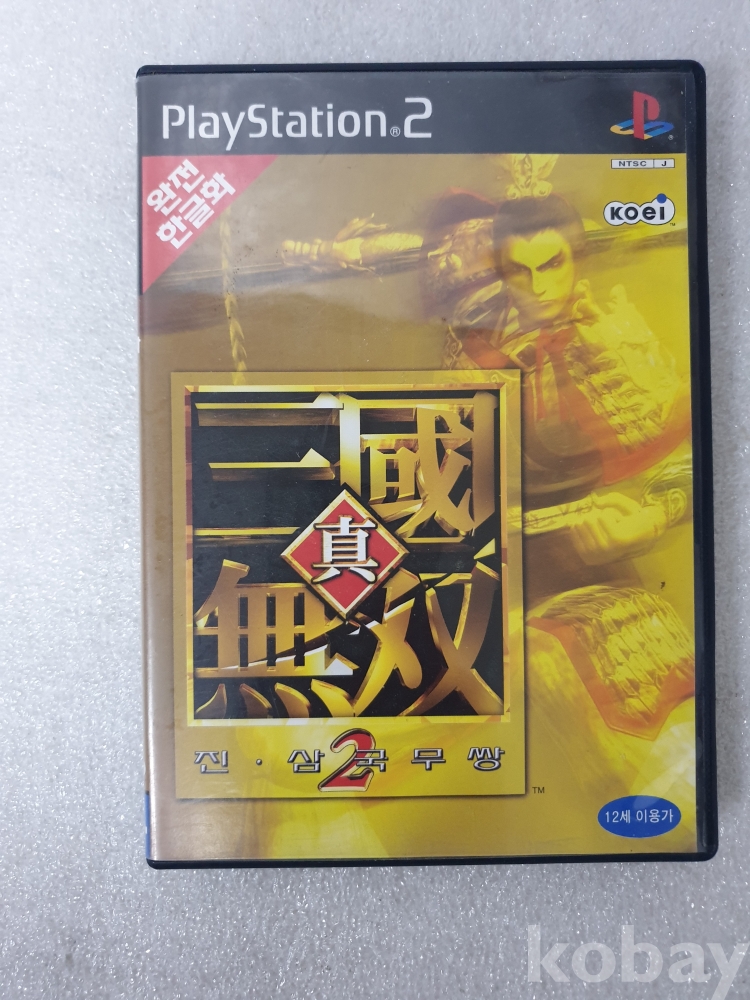 PlayStation®2
완전
한글화
NTSC J
KOEI™
三國
真
無双
진·삼국무쌍
2
TM
12세 이용가
kobay